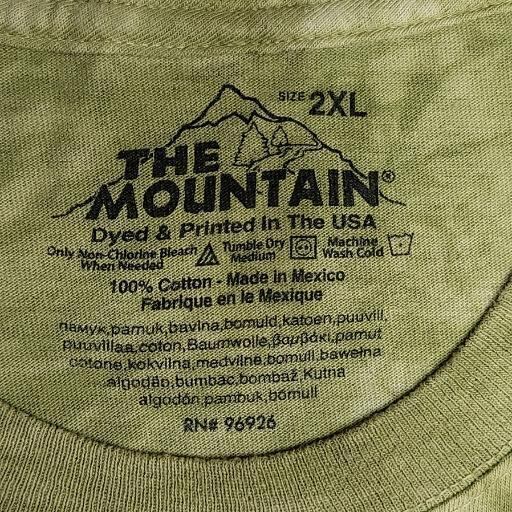 SIZE 2XL
THE
MOUNTAIN®
Dyed & Printed In The USA
Only Non-Chlorine Bleach When Needed
Tumble Dry Medium
Machine Wash Cold
100% Cotton - Made in Mexico
Fabrique en le Mexique
памук,pamuk,bavlna,bomuld,katoen,puuvill,
puuvillaa,coton,Baumwolle,βαμβάκι,pamut
cotone,kokvilna,medvilnė,bomull,bawełna
algodão,bumbac,bombaž,Kutna
algodón,pambuk,bomull
RN# 96926